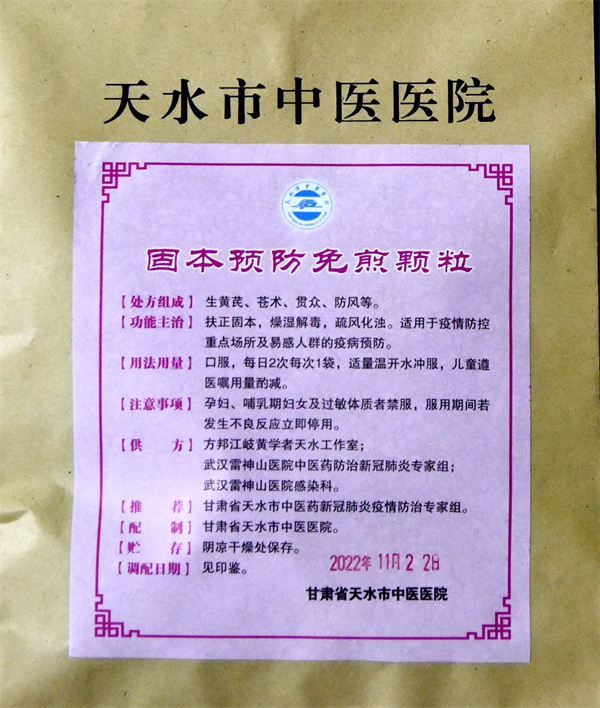 天水市中医医院
固本预防免煎颗粒
【处方组成】 生黄芪、苍术、贯众、防风等。
【功能主治】 扶正固本，燥湿解毒，疏风化浊。适用于疫情防控
重点场所及易感人群的疫病预防。
【用法用量】 口服，每日2次每次1袋，适量温开水冲服，儿童遵
医嘱用量酌减。
【注意事项】 孕妇、哺乳期妇女及过敏体质者禁服，服用期间若
发生不良反应立即停用。
【供 方】 方邦江岐黄学者天水工作室；
武汉雷神山医院中医药防治新冠肺炎专家组；
武汉雷神山医院感染科。
【推 荐】 甘肃省天水市中医药新冠肺炎疫情防治专家组。
【配 制】 甘肃省天水市中医医院。
【贮 存】 阴凉干燥处保存。
【调配日期】 见印鉴。 2022年 11月 2 2日
甘肃省天水市中医医院